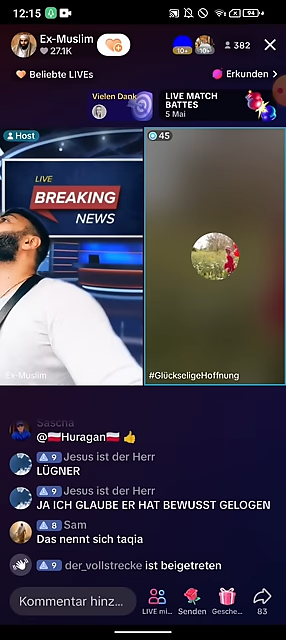 12:15
Ex-Muslim
27.1K
10+
10+
382
Beliebte LIVEs
Erkunden
Vielen Dank
LIVE MATCH
BATTES
5 Mai
Host
45
LIVE
BREAKING
NEWS
Ex-Muslim
#GlückseligeHoffnung
Sascha
@🇵🇱Huragan🇵🇱 👍
9 Jesus ist der Herr
LÜGNER
9 Jesus ist der Herr
JA ICH GLAUBE ER HAT BEWUSST GELOGEN
8 Sam
Das nennt sich taqia
9 der_vollstrecke ist beigetreten
Kommentar hinz...
LIVE mi...
Senden
Gesche...
83